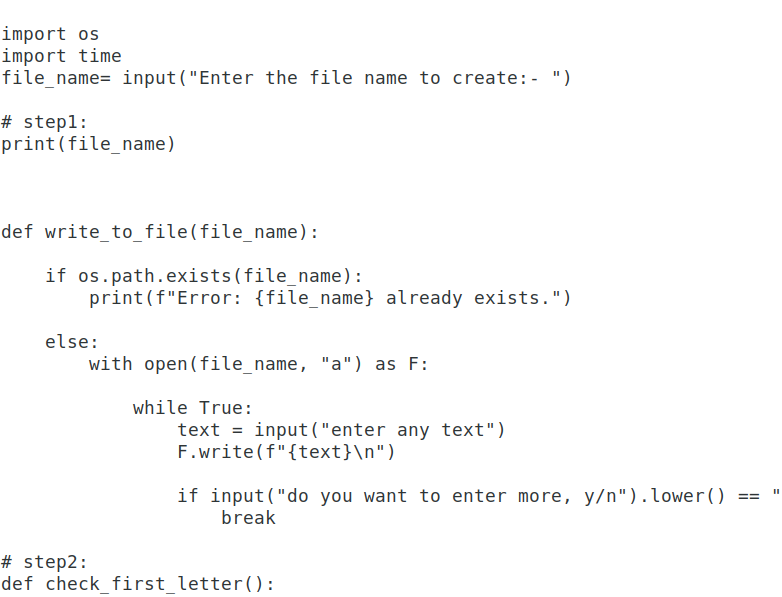 import os
import time
file_name= input("Enter the file name to create:- ")
# step1:
print(file_name)
def write_to_file(file_name):
    if os.path.exists(file_name):
        print(f"Error: {file_name} already exists.")
    else:
        with open(file_name, "a") as F:
            while True:
                text = input("enter any text")
                F.write(f"{text}\n")
                if input("do you want to enter more, y/n").lower() == "
                    break
# step2:
def check_first_letter():